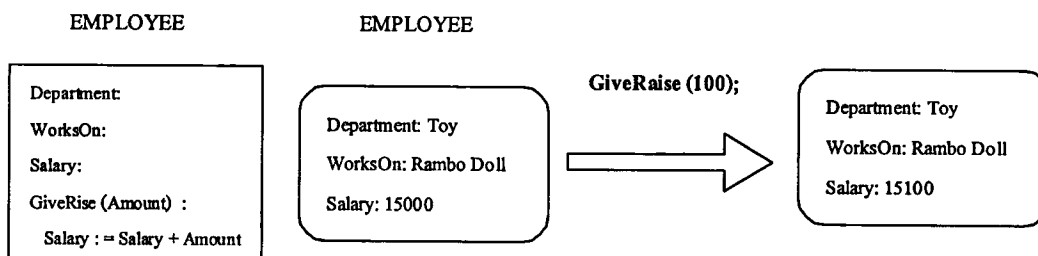 EMPLOYEE
Department:
WorksOn:
Salary:
GiveRise (Amount) :
Salary : = Salary + Amount
EMPLOYEE
Department: Toy
WorksOn: Rambo Doll
Salary: 15000
GiveRaise (100);
Department: Toy
WorksOn: Rambo Doll
Salary: 15100